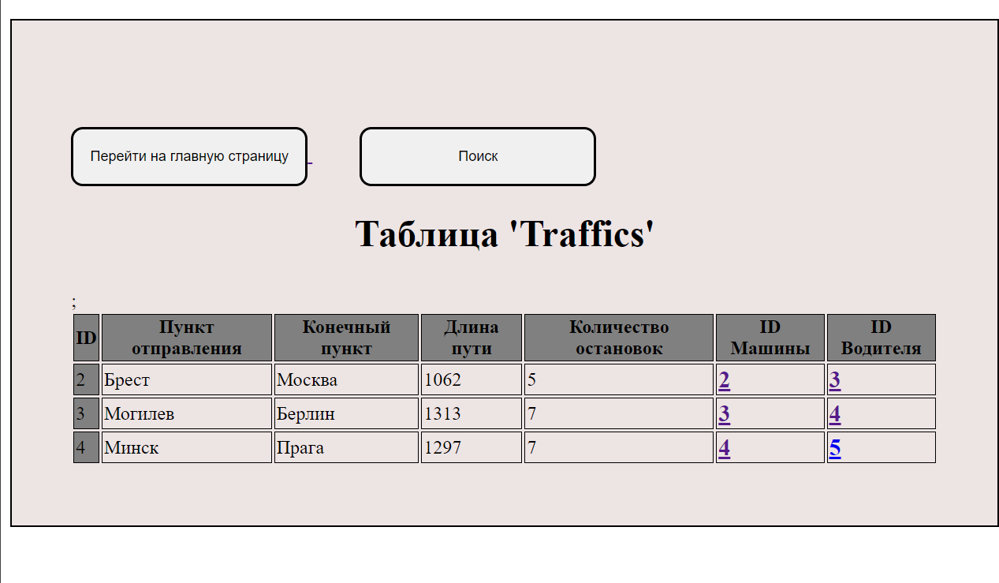 Перейти на главную страницу
Поиск
Таблица 'Traffics'
;
ID Пункт отправления Конечный пункт Длина пути Количество остановок ID Машины ID Водителя
2 Брест Москва 1062 5 2 3
3 Могилев Берлин 1313 7 3 4
4 Минск Прага 1297 7 4 5